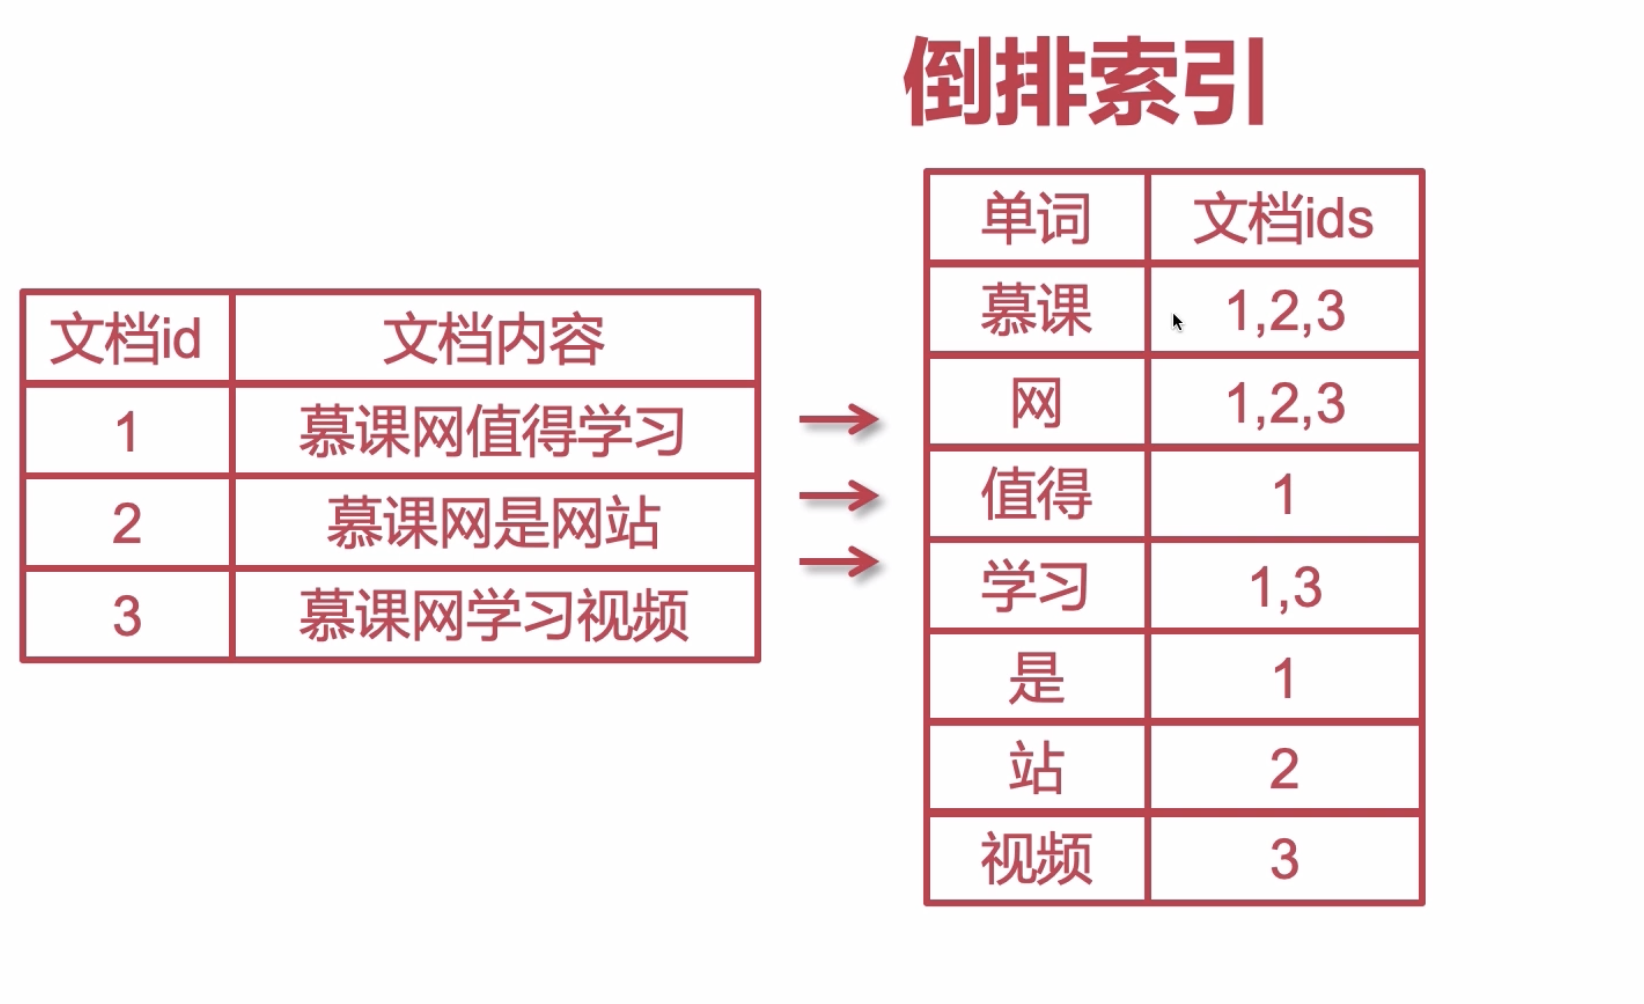 倒排索引
文档id 文档内容
1 慕课网值得学习
2 慕课网是网站
3 慕课网学习视频
单词 文档ids
慕课 1,2,3
网 1,2,3
值得 1
学习 1,3
是 1
站 2
视频 3